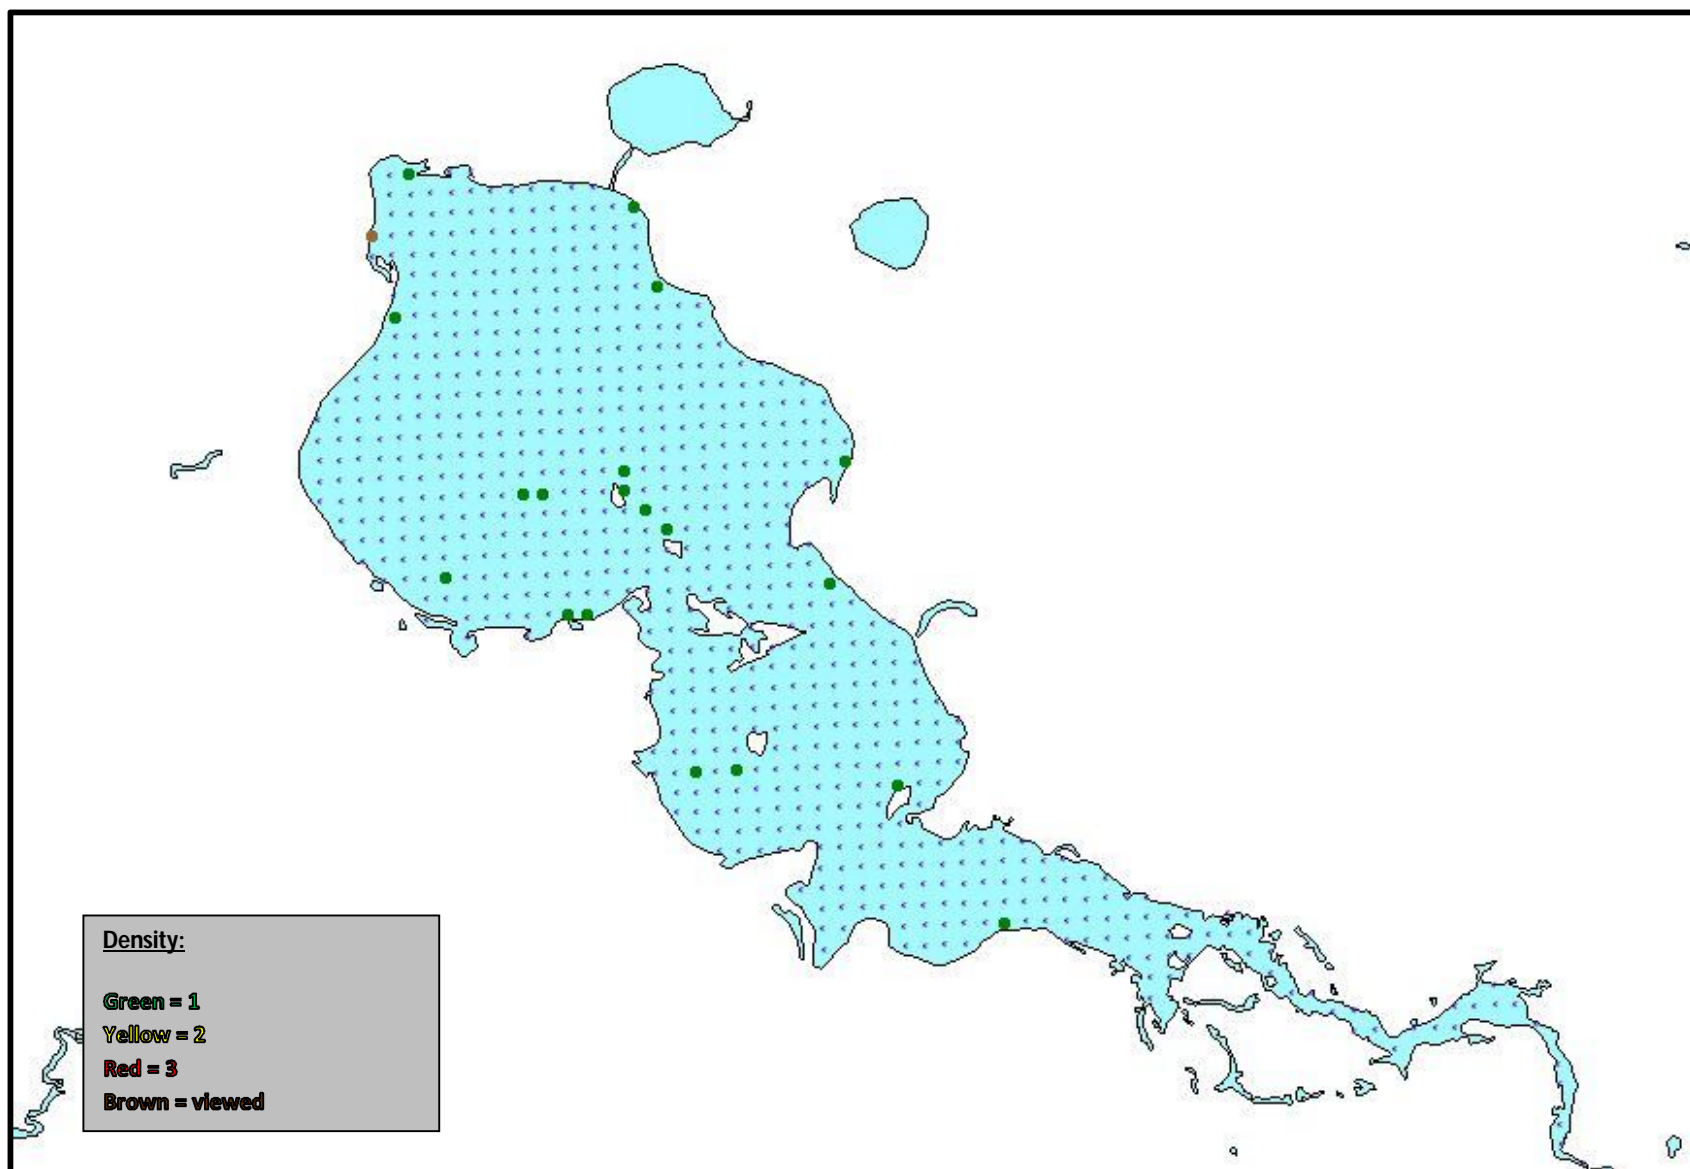 Density:
Green = 1
Yellow = 2
Red = 3
Brown = viewed